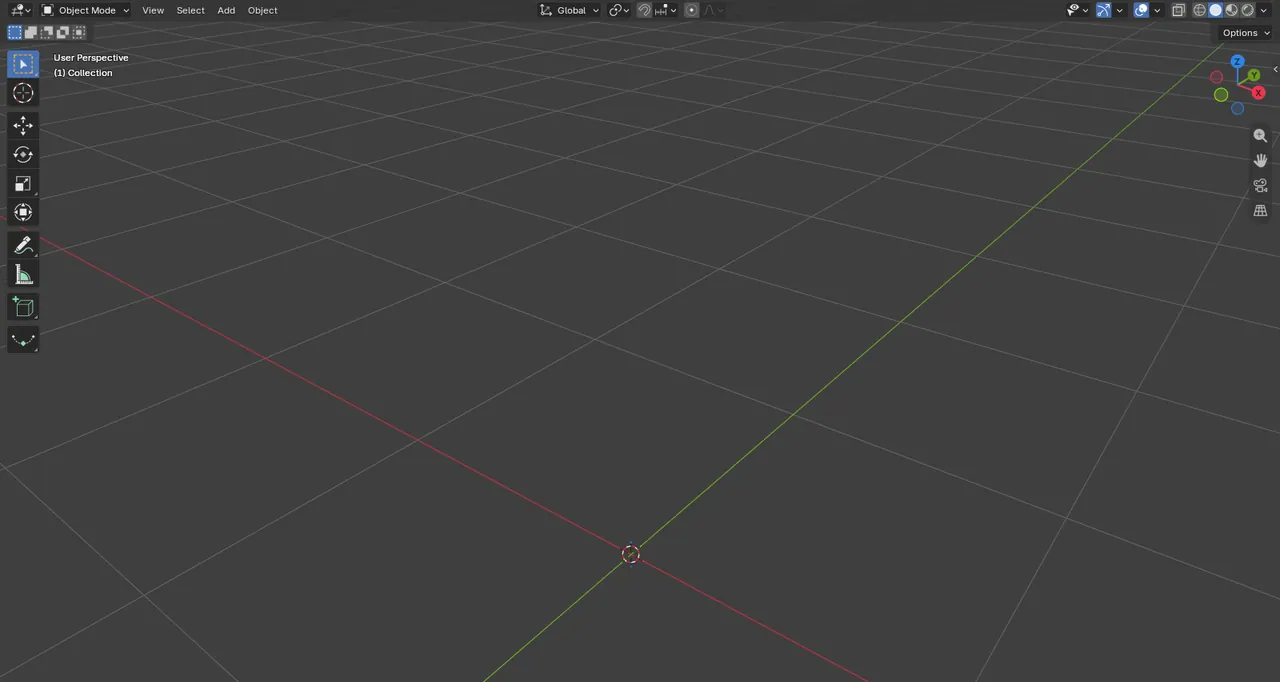 Object Mode View Select Add Object Global
Options
User Perspective
(1) Collection
Z
Y
X